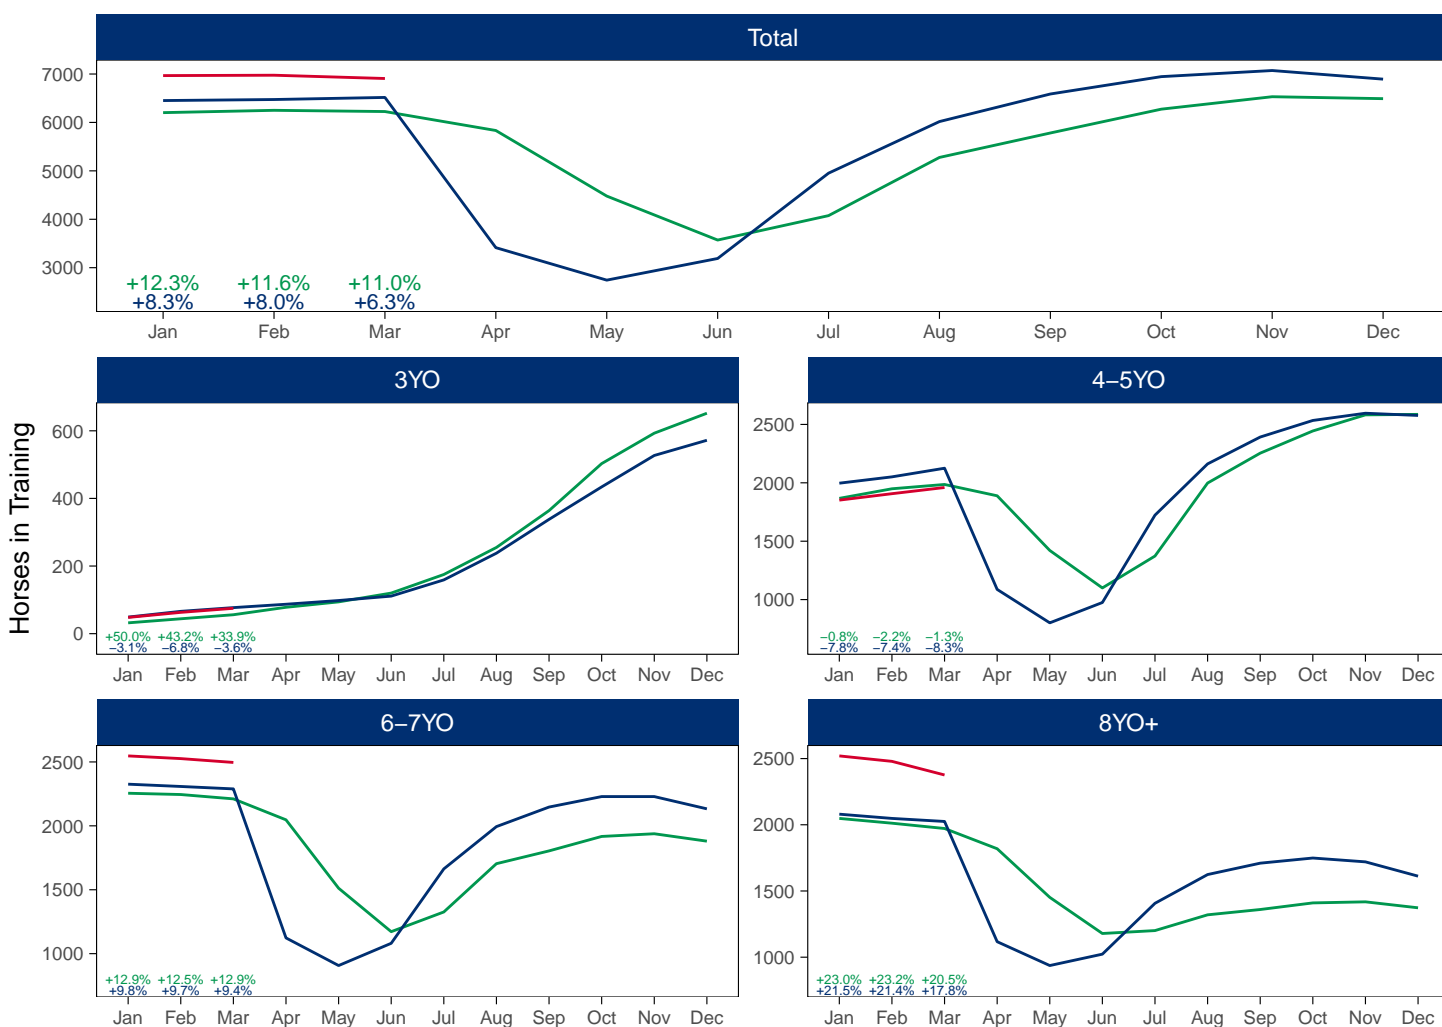 Total
7000
6000
5000
4000
3000
+12.3% +11.6% +11.0%
+8.3% +8.0% +6.3%
Jan Feb Mar Apr May Jun Jul Aug Sep Oct Nov Dec
Horses in Training
3YO
600
400
200
0
+50.0% +43.2% +33.9%
−3.1% −6.8% −3.6%
Jan Feb Mar Apr May Jun Jul Aug Sep Oct Nov Dec
4−5YO
2500
2000
1500
1000
−0.8% −2.2% −1.3%
−7.8% −7.4% −8.3%
Jan Feb Mar Apr May Jun Jul Aug Sep Oct Nov Dec
6−7YO
2500
2000
1500
1000
+12.9% +12.5% +12.9%
+9.8% +9.7% +9.4%
Jan Feb Mar Apr May Jun Jul Aug Sep Oct Nov Dec
8YO+
2500
2000
1500
1000
+23.0% +23.2% +20.5%
+21.5% +21.4% +17.8%
Jan Feb Mar Apr May Jun Jul Aug Sep Oct Nov Dec